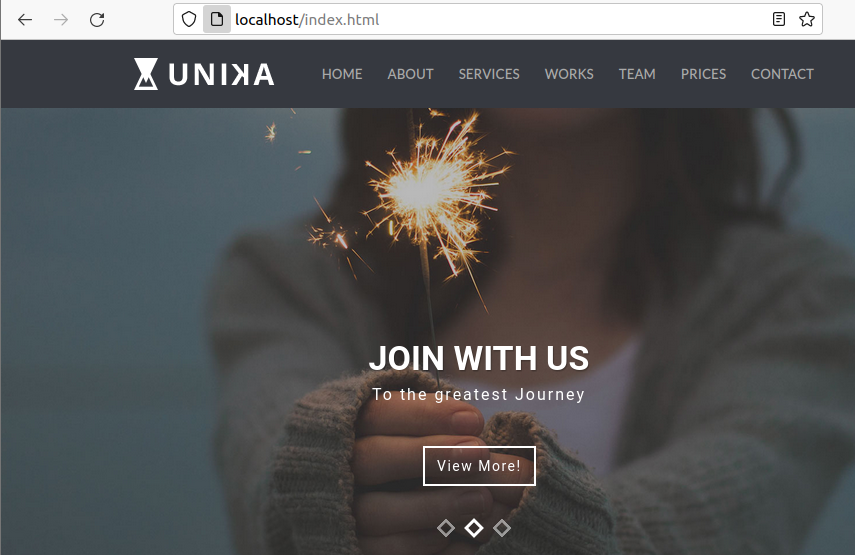 localhost/index.html
UNIKA
HOME ABOUT SERVICES WORKS TEAM PRICES CONTACT
JOIN WITH US
To the greatest Journey
View More!